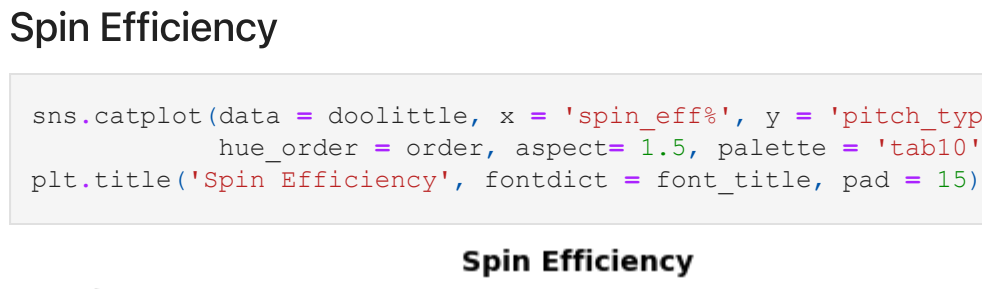 Spin Efficiency
sns.catplot(data = doolittle, x = 'spin_eff%', y = 'pitch_typ
hue_order = order, aspect= 1.5, palette = 'tab10'
plt.title('Spin Efficiency', fontdict = font_title, pad = 15)
Spin Efficiency